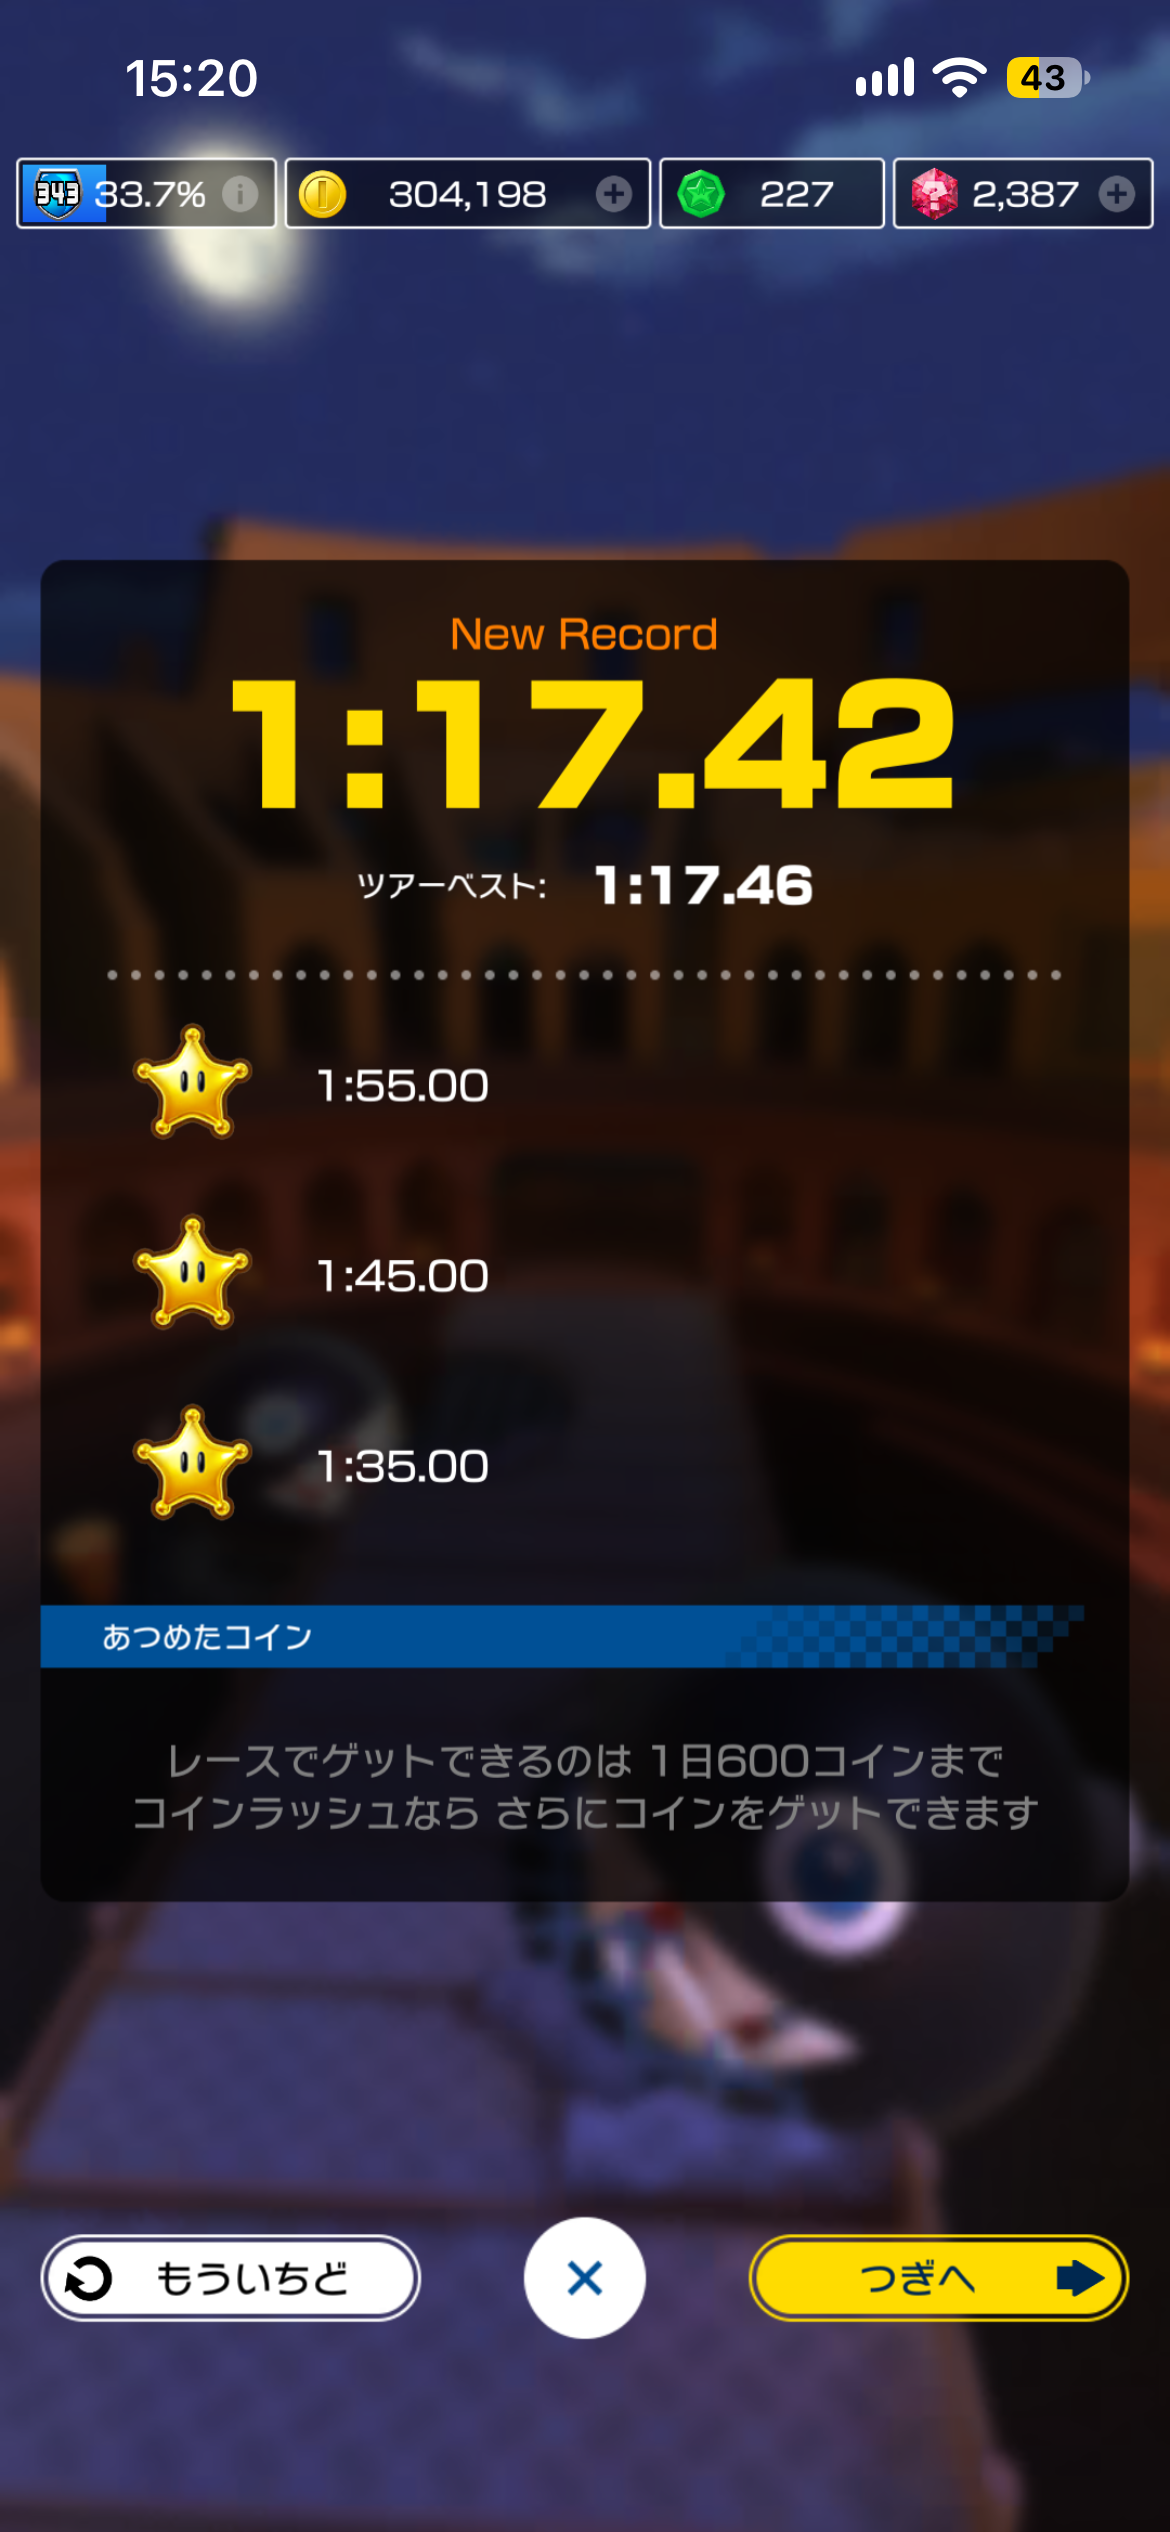 15:20
43
343 33.7% i
304,198 +
227
2,387 +
New Record
1:17.42
ツアーベスト: 1:17.46
1:55.00
1:45.00
1:35.00
あつめたコイン
レースでゲットできるのは 1日600コインまで
コインラッシュなら さらにコインをゲットできます
もういちど
×
つぎへ